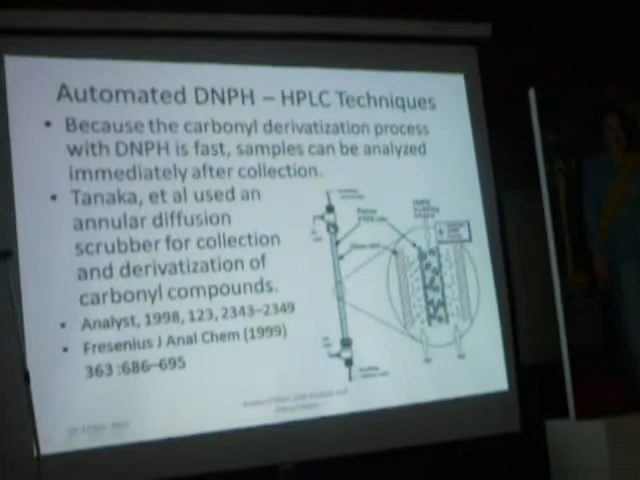 Automated DNPH – HPLC Techniques
• Because the carbonyl derivatization process
with DNPH is fast, samples can be analyzed
immediately after collection.
• Tanaka, et al used an
annular diffusion
scrubber for collection
and derivatization of
carbonyl compounds.
• Analyst, 1998, 123, 2343–2349
• Fresenius J Anal Chem (1999)
363 :686–695